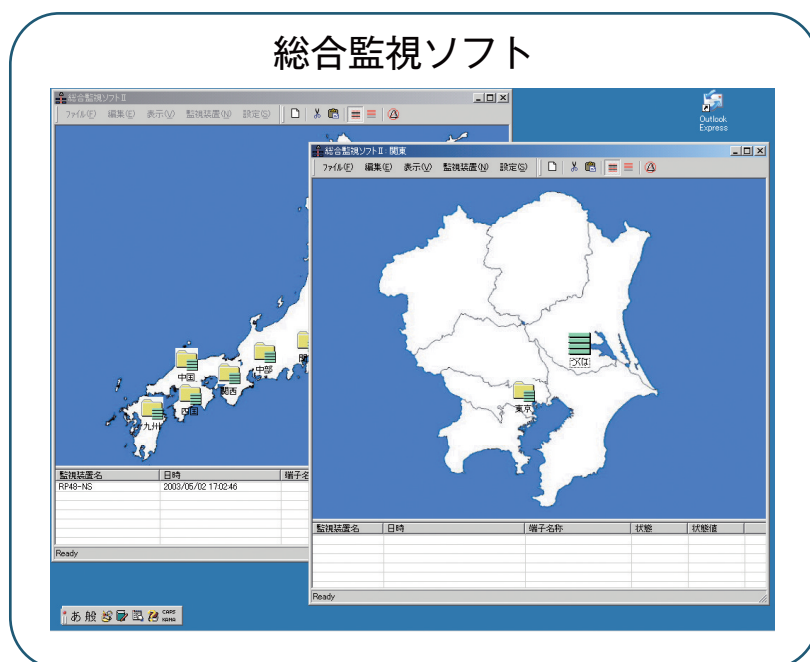 総合監視ソフト
総合監視ソフトⅡ
ファイル(F) 編集(E) 表示(V) 監視装置(N) 設定(S)
Outlook
Express
総合監視ソフトⅡ - 関東
ファイル(F) 編集(E) 表示(V) 監視装置(N) 設定(S)
つくば
中国
中部
関
関西
東京
四国
九州
監視装置名 日時 端子名
RP48-NS 2003/05/02 17:02:46
Ready
監視装置名 日時 端子名称 状態 状態値
Ready
あ 般 CAPS
KANA